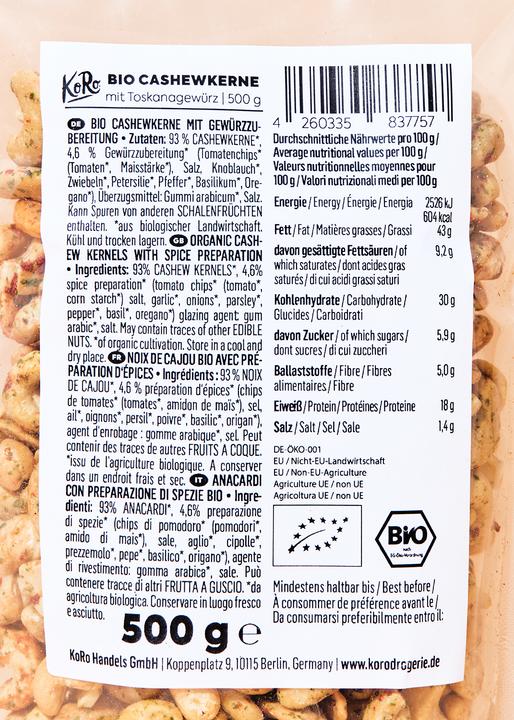 KoRo BIO CASHEWKERNE
mit Toskanagewürz | 500 g
DE BIO CASHEWKERNE MIT GEWÜRZZU-
BEREITUNG • Zutaten: 93 % CASHEWKERNE*,
4,6 % Gewürzzubereitung* (Tomatenchips*
(Tomaten*, Maisstärke*), Salz, Knoblauch*,
Zwiebeln*, Petersilie*, Pfeffer*, Basilikum*, Ore-
gano*), Überzugsmittel: Gummi arabicum*, Salz.
Kann Spuren von anderen SCHALENFRÜCHTEN
enthalten. *aus biologischer Landwirtschaft.
Kühl und trocken lagern. GB ORGANIC CASH-
EW KERNELS WITH SPICE PREPARATION
• Ingredients: 93% CASHEW KERNELS*, 4,6%
spice preparation* (tomato chips* (tomato*,
corn starch*) salt, garlic*, onions*, parsley*,
pepper*, basil*, oregano*) glazing agent: gum
arabic*, salt. May contain traces of other EDIBLE
NUTS. *of organic cultivation. Store in a cool and
dry place. FR NOIX DE CAJOU BIO AVEC PRÉ-
PARATION D'ÉPICES • Ingrédients: 93 % NOIX
DE CAJOU*, 4,6 % préparation d'épices* (chips
de tomates* (tomates*, amidon de maïs*), sel,
ail*, oignons*, persil*, poivre*, basilic*, origan*),
agent d'enrobage : gomme arabique*, sel. Peut
contenir des traces de autres FRUITS A COQUE.
*issu de l'agriculture biologique. A conserver
dans un endroit frais et sec. IT ANACARDI
CON PREPARAZIONE DI SPEZIE BIO • Ingre-
dienti: 93% ANACARDI*, 4,6% preparazione
di spezie* (chips di pomodoro* (pomodori*,
amido di mais*), sale, aglio*, cipolle*,
prezzemolo*, pepe*, basilico*, origano*), agente
di rivestimento: gomma arabica*, sale. Può
contenere tracce di altri FRUTTA A GUSCIO. *da
agricoltura biologica. Conservare in luogo fresco
e asciutto.
500 g e
4 260335 837757
Durchschnittliche Nährwerte pro 100 g /
Average nutritional values per 100 g /
Valeurs nutritionnelles moyennes pour
100 g / Valori nutrizionali medi per 100 g
Energie / Energy / Énergie / Energia 2526 kJ
604 kcal
Fett / Fat / Matières grasses / Grassi 43 g
davon gesättigte Fettsäuren / of 9,2 g
which saturates / dont acides gras
saturés / di cui acidi grassi saturi
Kohlenhydrate / Carbohydrate / 30 g
Glucides / Carboidrati
davon Zucker / of which sugars / 5,9 g
dont sucres / di cui zuccheri
Ballaststoffe / Fibre / Fibres 5,0 g
alimentaires / Fibre
Eiweiß / Protein / Protéines / Proteine 18 g
Salz / Salt / Sel / Sale 1,4 g
DE-ÖKO-001
EU / Nicht-EU-Landwirtschaft
EU / Non-EU-Agriculture
Agriculture UE / non UE
Agricoltura UE / non UE
BiO
nach
EG-Öko-Verordnung
Mindestens haltbar bis / Best before /
À consommer de préférence avant le /
Da consumarsi preferibilmente entro il:
KoRo Handels GmbH | Koppenplatz 9, 10115 Berlin, Germany | www.korodrogerie.de